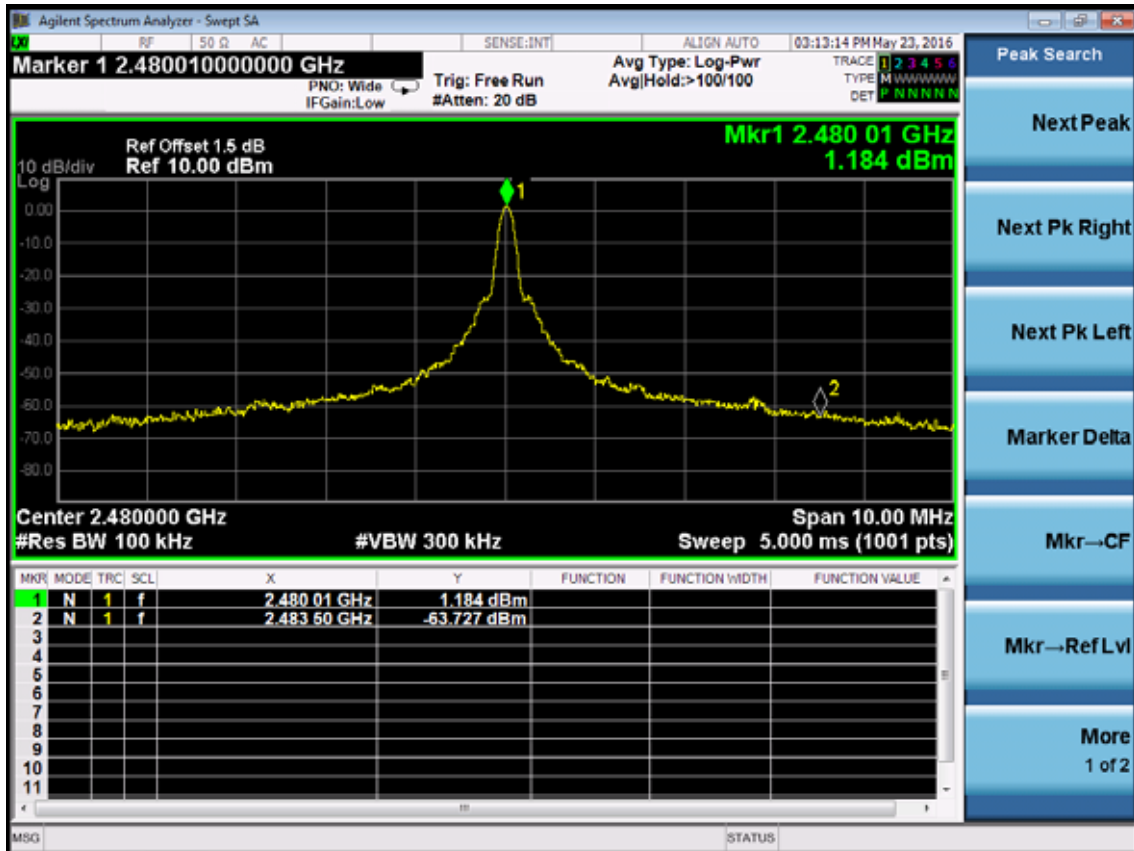 Agilent Spectrum Analyzer - Swept SA
LXI RF 50 Ω AC SENSE:INT ALIGN AUTO 03:13:14 PM May 23, 2016
Marker 1 2.480010000000 GHz
PNO: Wide
IFGain:Low
Trig: Free Run
#Atten: 20 dB
Avg Type: Log-Pwr
Avg|Hold:>100/100
TRACE 1 2 3 4 5 6
TYPE M WWWWW
DET P N N N N N
Mkr1 2.480 01 GHz
1.184 dBm
Ref Offset 1.5 dB
10 dB/div Ref 10.00 dBm
Log
1
0.00
-10.0
-20.0
-30.0
-40.0
-50.0
2
-60.0
-70.0
-80.0
Center 2.480000 GHz Span 10.00 MHz
#Res BW 100 kHz #VBW 300 kHz Sweep 5.000 ms (1001 pts)
MKR MODE TRC SCL X Y FUNCTION FUNCTION WIDTH FUNCTION VALUE
1 N 1 f 2.480 01 GHz 1.184 dBm
2 N 1 f 2.483 50 GHz -63.727 dBm
3
4
5
6
7
8
9
10
11
MSG STATUS
Peak Search
Next Peak
Next Pk Right
Next Pk Left
Marker Delta
Mkr→CF
Mkr→Ref Lvl
More
1 of 2